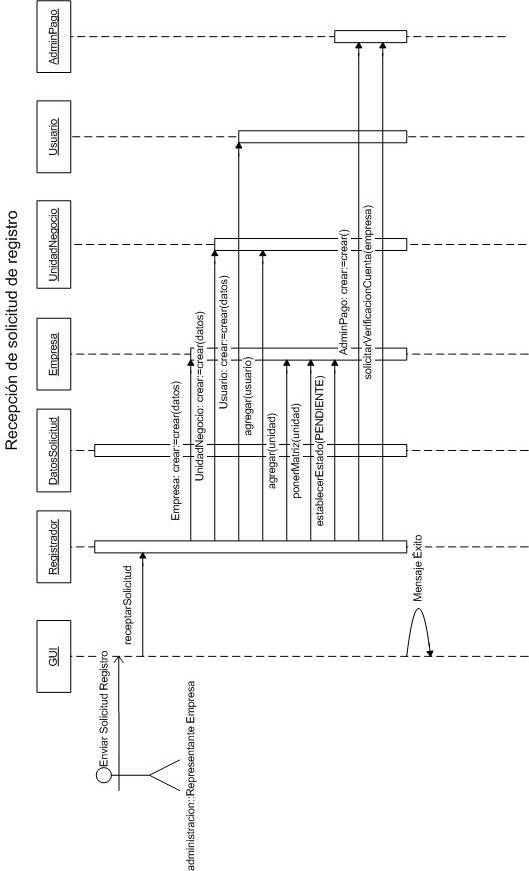 Recepción de solicitud de registro
GUI
Registrador
DatosSolicitud
Empresa
UnidadNegocio
Usuario
AdminPago
Enviar Solicitud Registro
administracion::Representante Empresa
receptarSolicitud
Empresa: crear:=crear(datos)
UnidadNegocio: crear:=crear(datos)
Usuario: crear:=crear(datos)
agregar(usuario)
agregar(unidad)
ponerMatriz(unidad)
establecerEstado(PENDIENTE)
AdminPago: crear:=crear()
solicitarVerificacionCuenta(empresa)
Mensaje Éxito